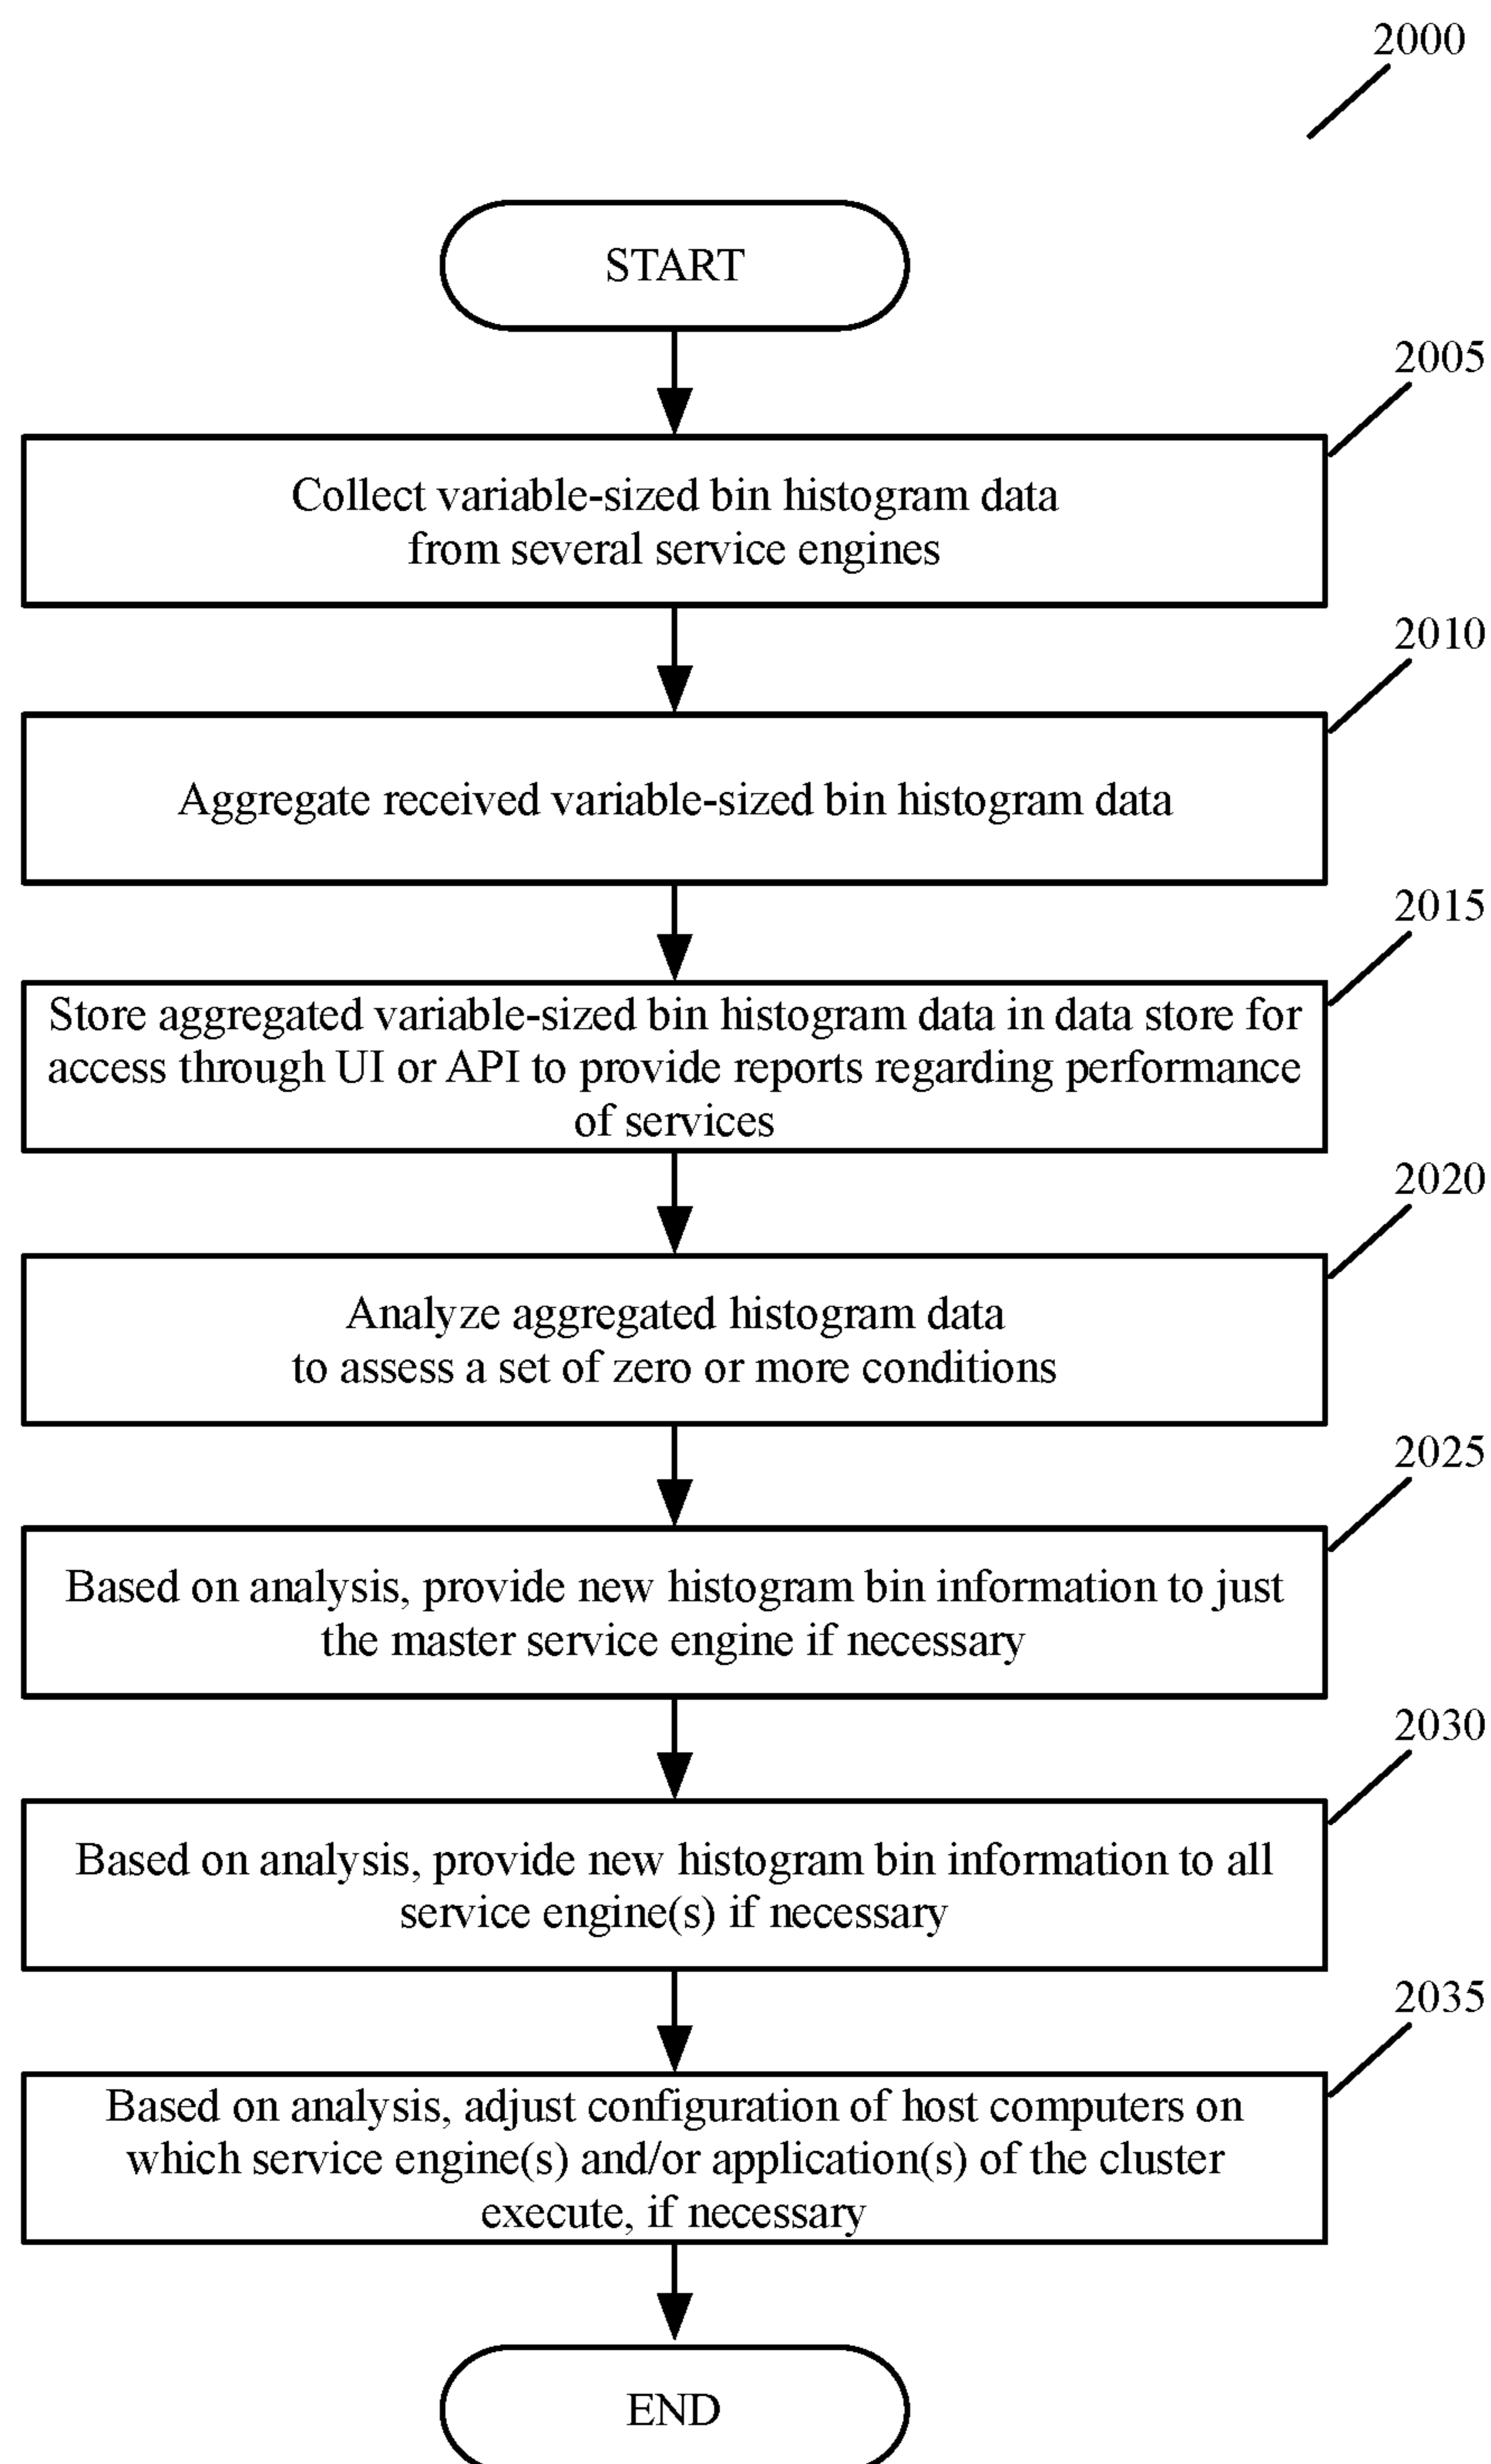 2000
START
2005
Collect variable-sized bin histogram data
from several service engines
2010
Aggregate received variable-sized bin histogram data
2015
Store aggregated variable-sized bin histogram data in data store for
access through UI or API to provide reports regarding performance
of services
2020
Analyze aggregated histogram data
to assess a set of zero or more conditions
2025
Based on analysis, provide new histogram bin information to just
the master service engine if necessary
2030
Based on analysis, provide new histogram bin information to all
service engine(s) if necessary
2035
Based on analysis, adjust configuration of host computers on
which service engine(s) and/or application(s) of the cluster
execute, if necessary
END